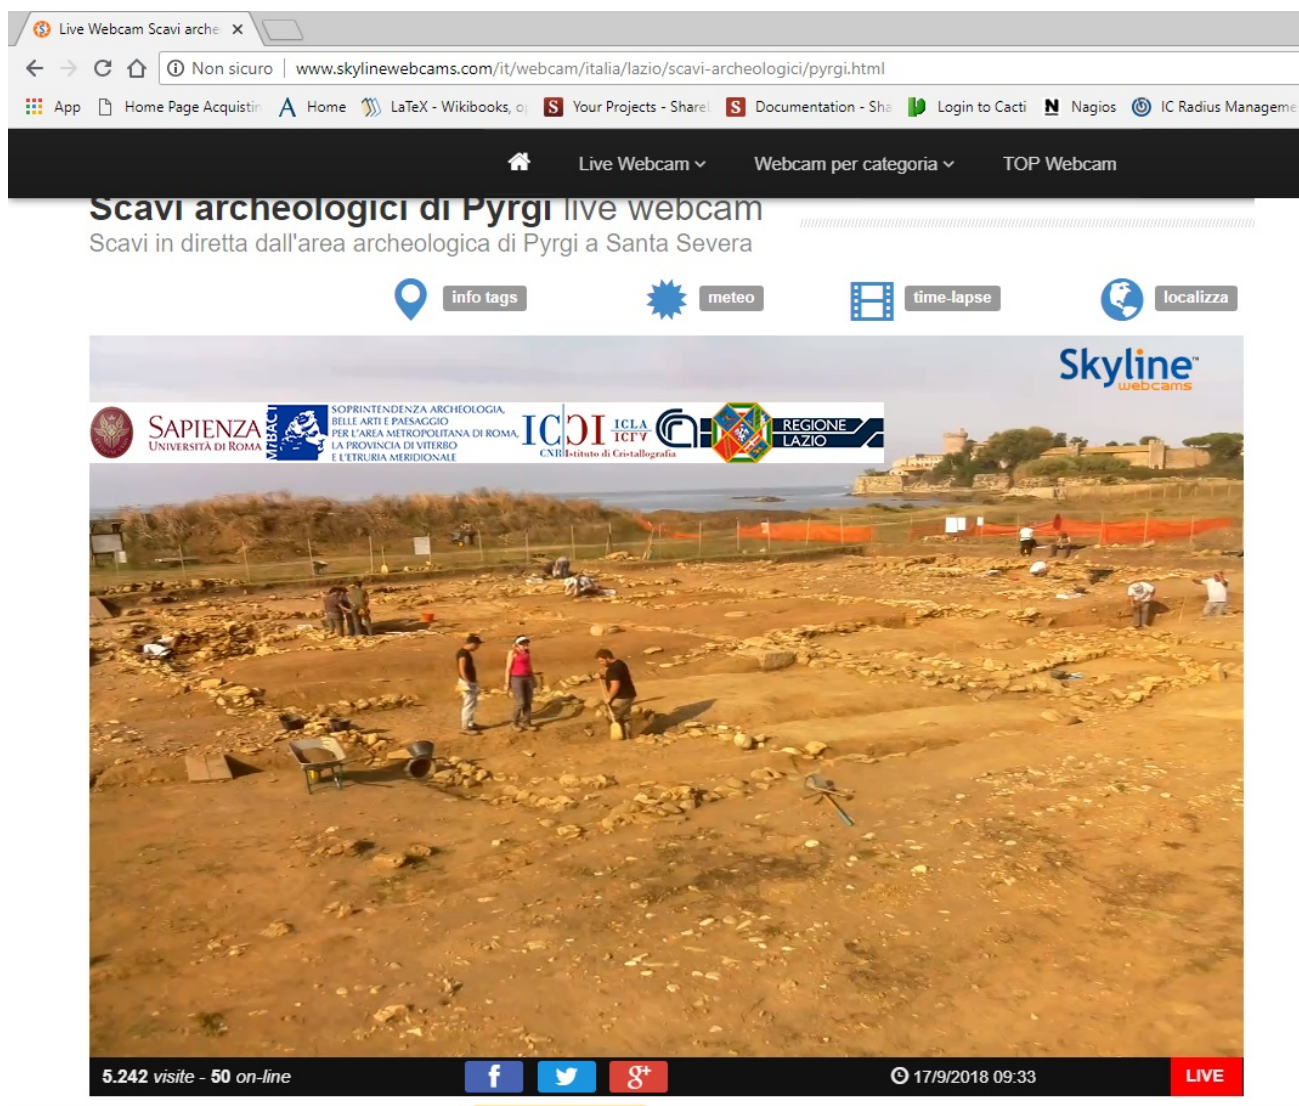 Live Webcam Scavi arche
Non sicuro | www.skylinewebcams.com/it/webcam/italia/lazio/scavi-archeologici/pyrgi.html
App Home Page Acquistin Home LaTeX - Wikibooks, o Your Projects - ShareL Documentation - Sha Login to Cacti Nagios IC Radius Manageme
Live Webcam Webcam per categoria TOP Webcam
Scavi archeologici di Pyrgi live webcam
Scavi in diretta dall'area archeologica di Pyrgi a Santa Severa
info tags meteo time-lapse localizza
Skyline™
webcams
SAPIENZA
UNIVERSITÀ DI ROMA
MIBACT
SOPRINTENDENZA ARCHEOLOGIA,
BELLE ARTI E PAESAGGIO
PER L'AREA METROPOLITANA DI ROMA,
LA PROVINCIA DI VITERBO
E L'ETRURIA MERIDIONALE
ICCI
CNR Istituto di Cristallografia
REGIONE
LAZIO
5.242 visite - 50 on-line
f g+ 17/9/2018 09:33 LIVE